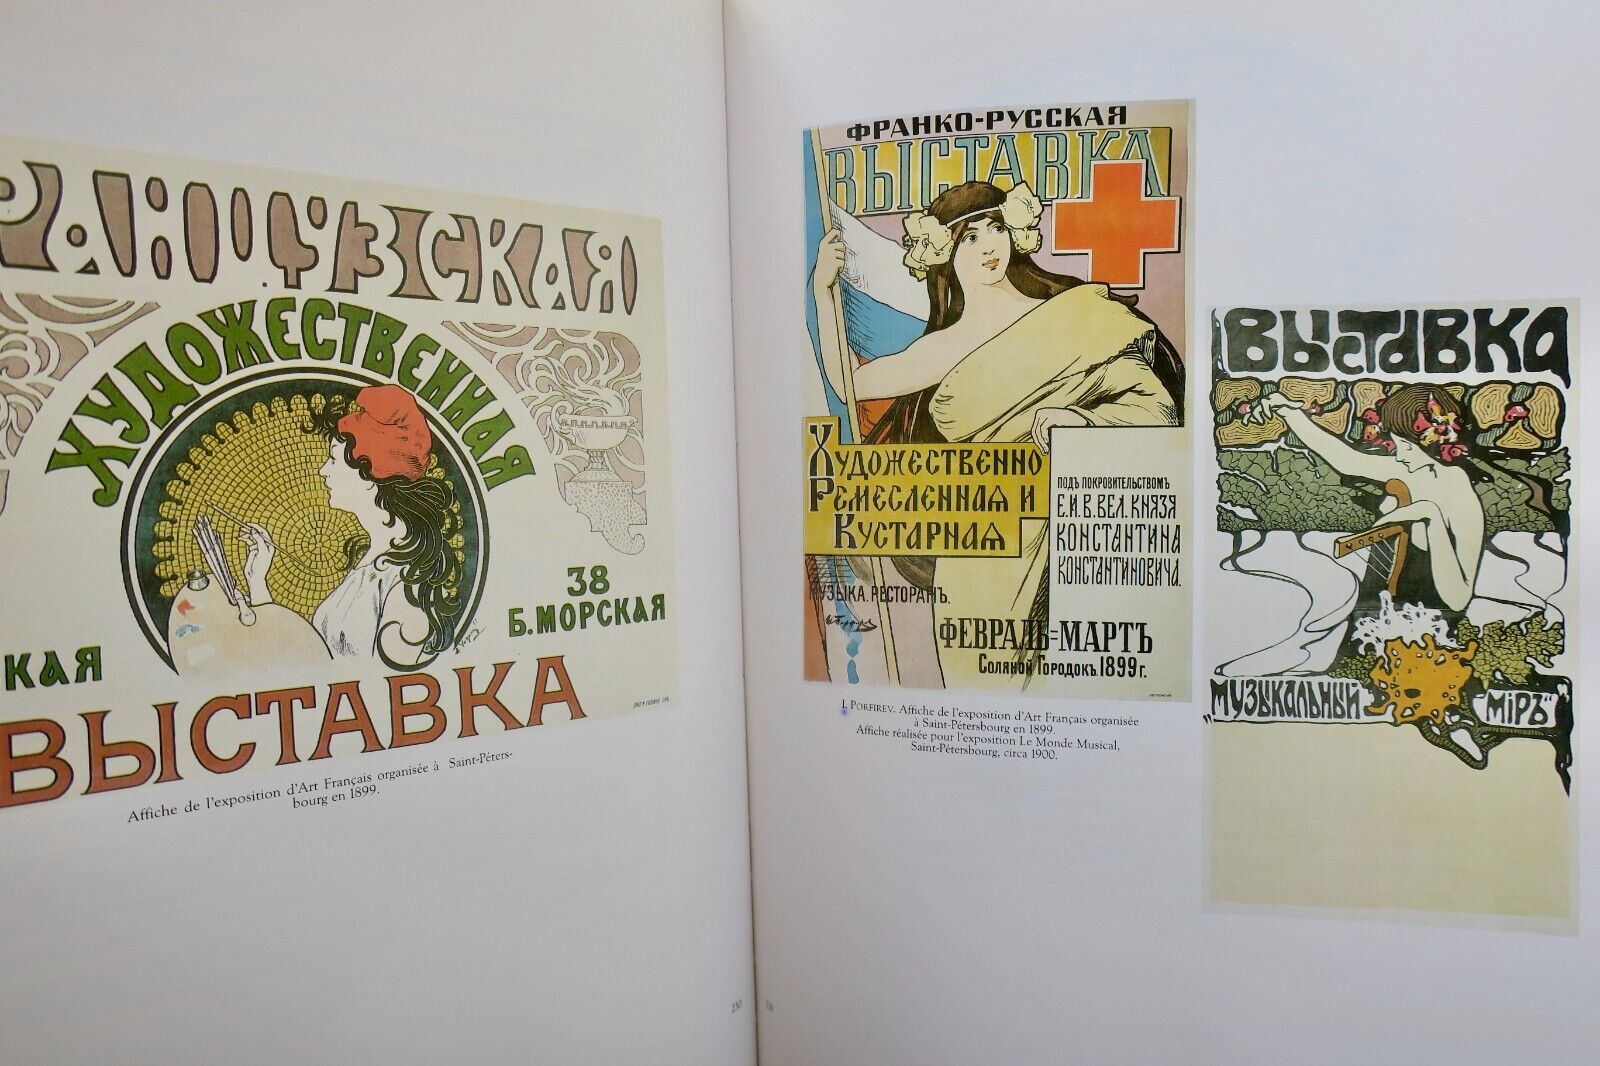 РАНЦУЗСКАЯ
ХУДОЖЕСТВЕННАЯ
38
Б. МОРСКАЯ
СКАЯ
ВЫСТАВКА
Affiche de l'exposition d'Art Français organisée à Saint-Péters-
bourg en 1899.
230
ФРАНКО-РУССКАЯ
ВЫСТАВКА
ХУДОЖЕСТВЕННО
РЕМЕСЛЕННАЯ И
КУСТАРНАЯ
ПОДЪ ПОКРОВИТЕЛЬСТВОМЪ
Е.И.В.ВЕЛ.КНЯЗЯ
КОНСТАНТИНА
КОНСТАНТИНОВИЧА.
МУЗЫКА. РЕСТОРАНЪ.
ФЕВРАЛЬ=МАРТЪ
СОЛЯНОЙ ГОРОДОКЪ 1899 г.
I. PORFIREV. Affiche de l'exposition d'Art Français organisée
à Saint-Pétersbourg en 1899.
Affiche réalisée pour l'exposition Le Monde Musical,
Saint-Pétersbourg, circa 1900.
ВЫСТАВКА
"МУЗЫКАЛЬНЫЙ МІРЪ"
231